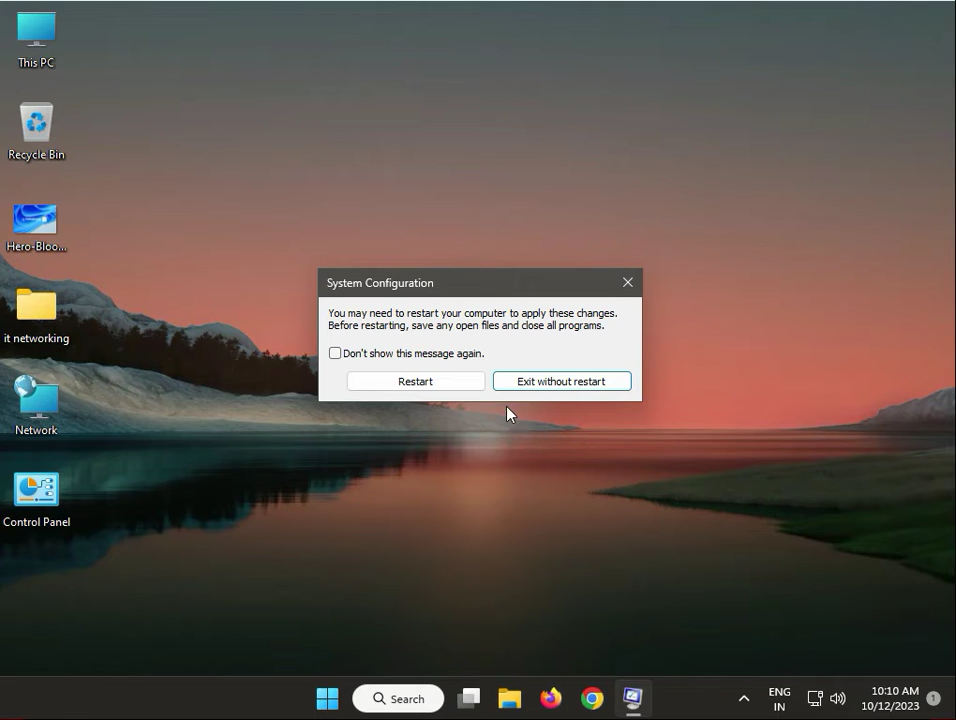 This PC
Recycle Bin
Hero-Bloo...
it networking
Network
Control Panel
System Configuration
You may need to restart your computer to apply these changes.
Before restarting, save any open files and close all programs.
Don't show this message again.
Restart
Exit without restart
Search
ENG
IN
10:10 AM
10/12/2023
1